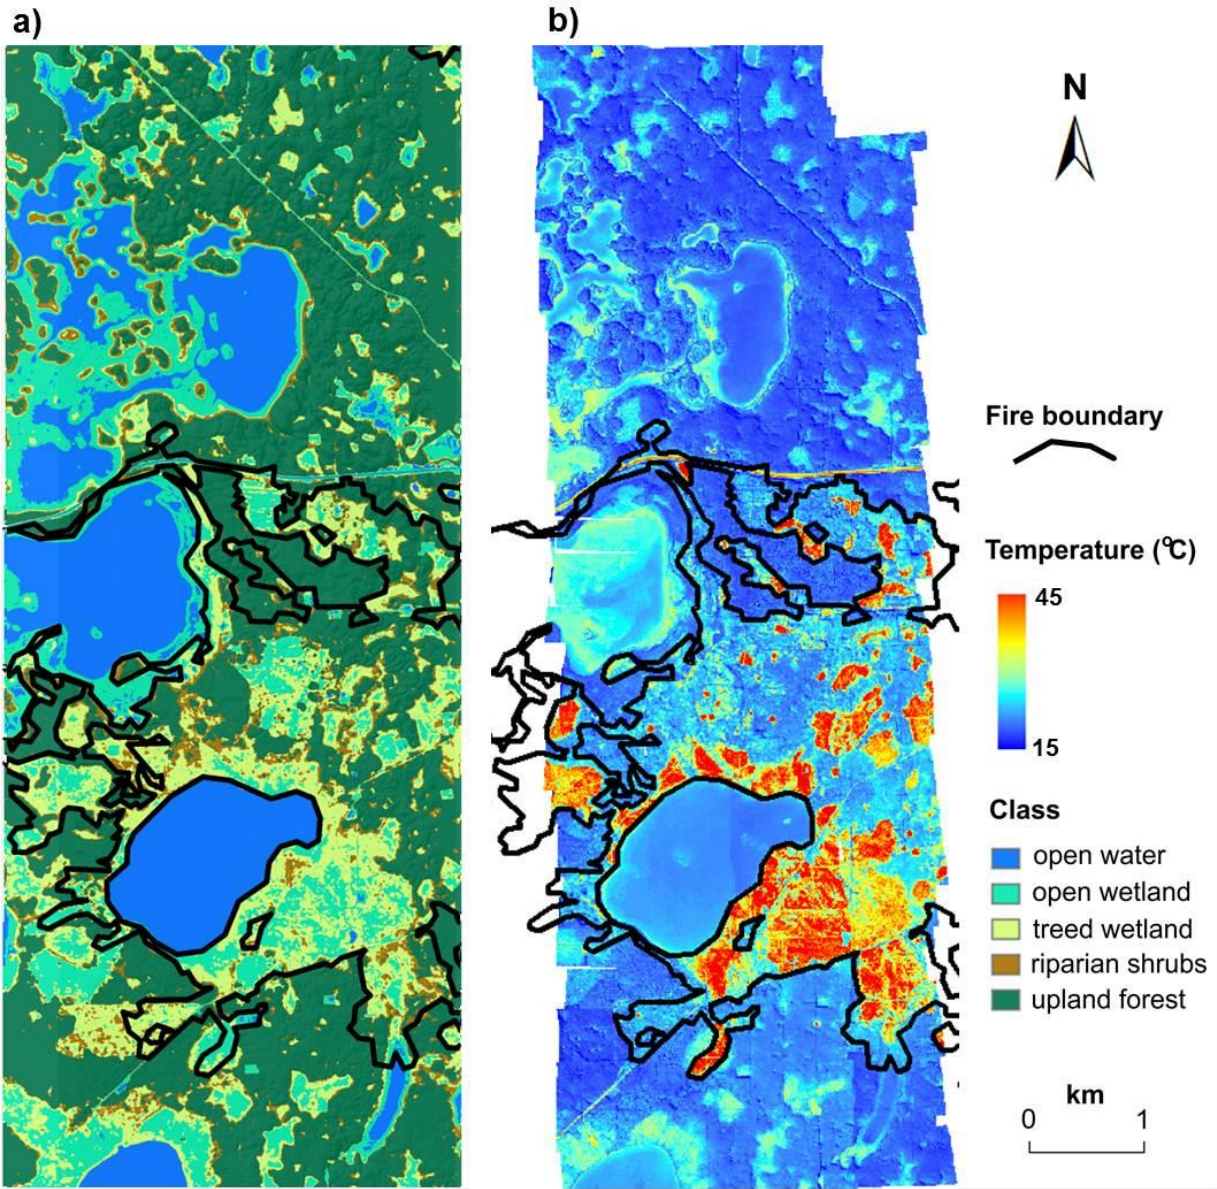 a)
b)
N
Fire boundary
Temperature (ºC)
45
15
Class
open water
open wetland
treed wetland
riparian shrubs
upland forest
km
0 1